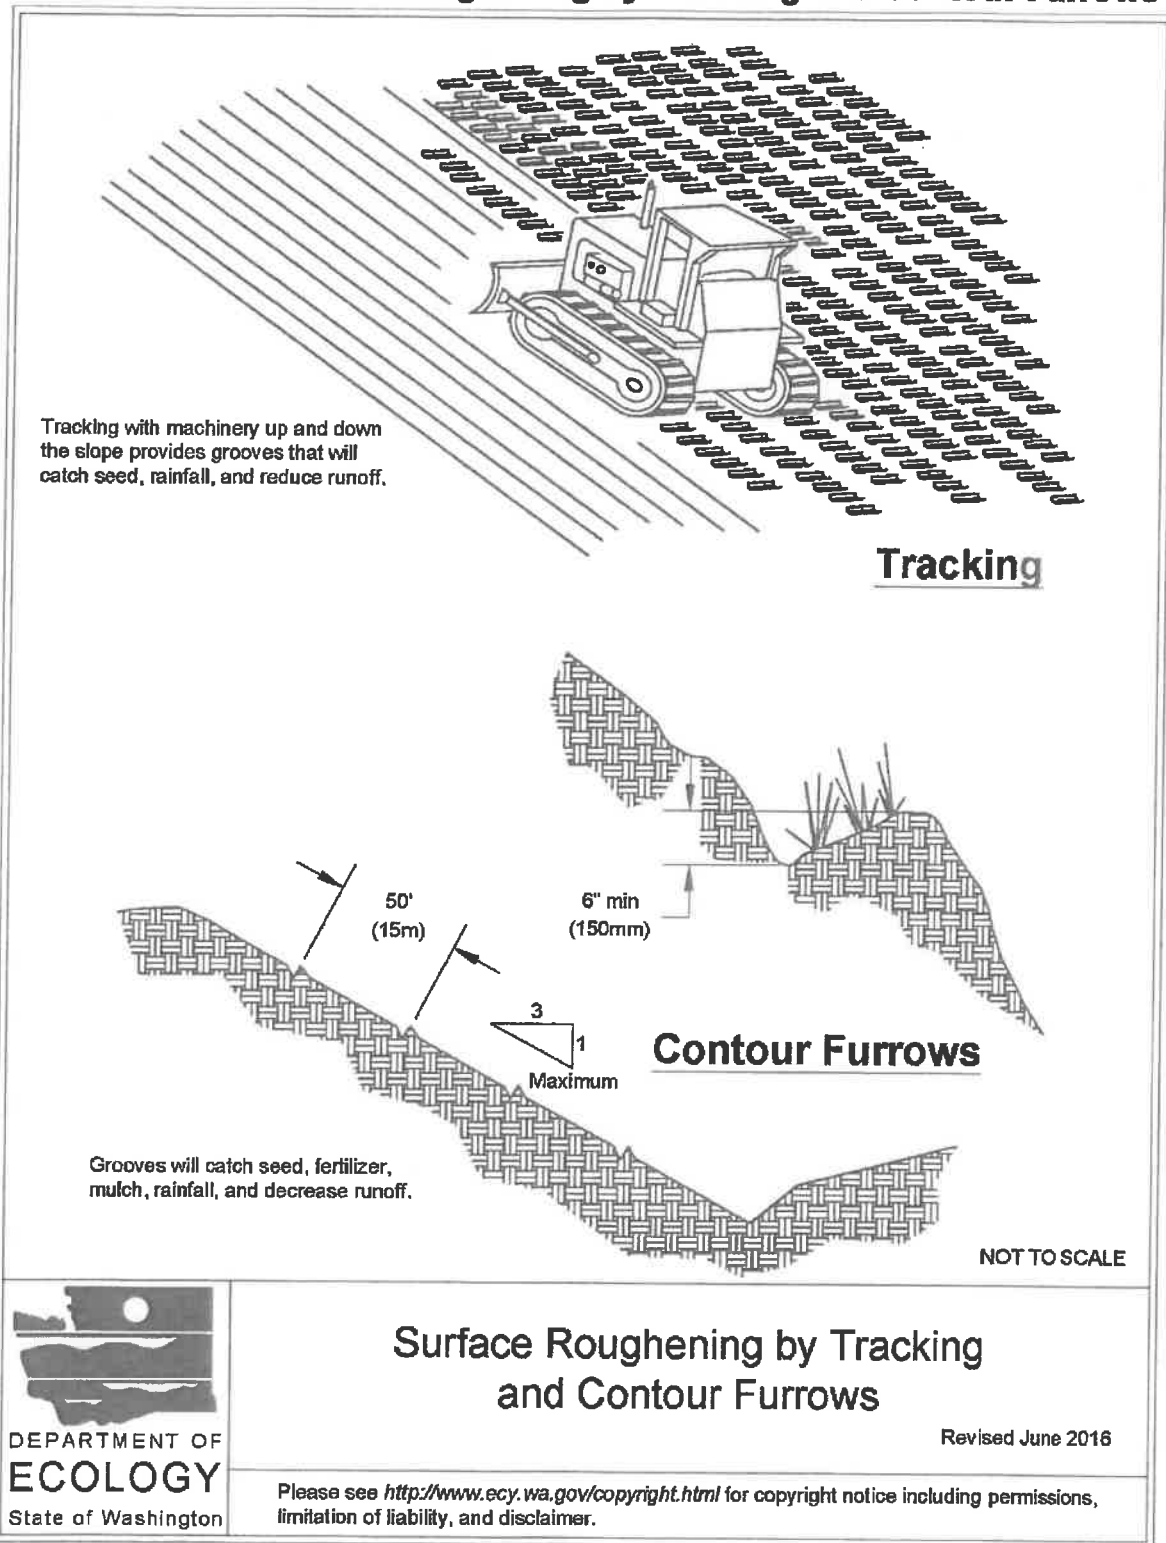 Tracking with machinery up and down
the slope provides grooves that will
catch seed, rainfall, and reduce runoff.
Tracking
50'
(15m)
6" min
(150mm)
3
1
Maximum
Contour Furrows
Grooves will catch seed, fertilizer,
mulch, rainfall, and decrease runoff.
NOT TO SCALE
DEPARTMENT OF
ECOLOGY
State of Washington
Surface Roughening by Tracking
and Contour Furrows
Revised June 2016
Please see http://www.ecy.wa.gov/copyright.html for copyright notice including permissions,
limitation of liability, and disclaimer.